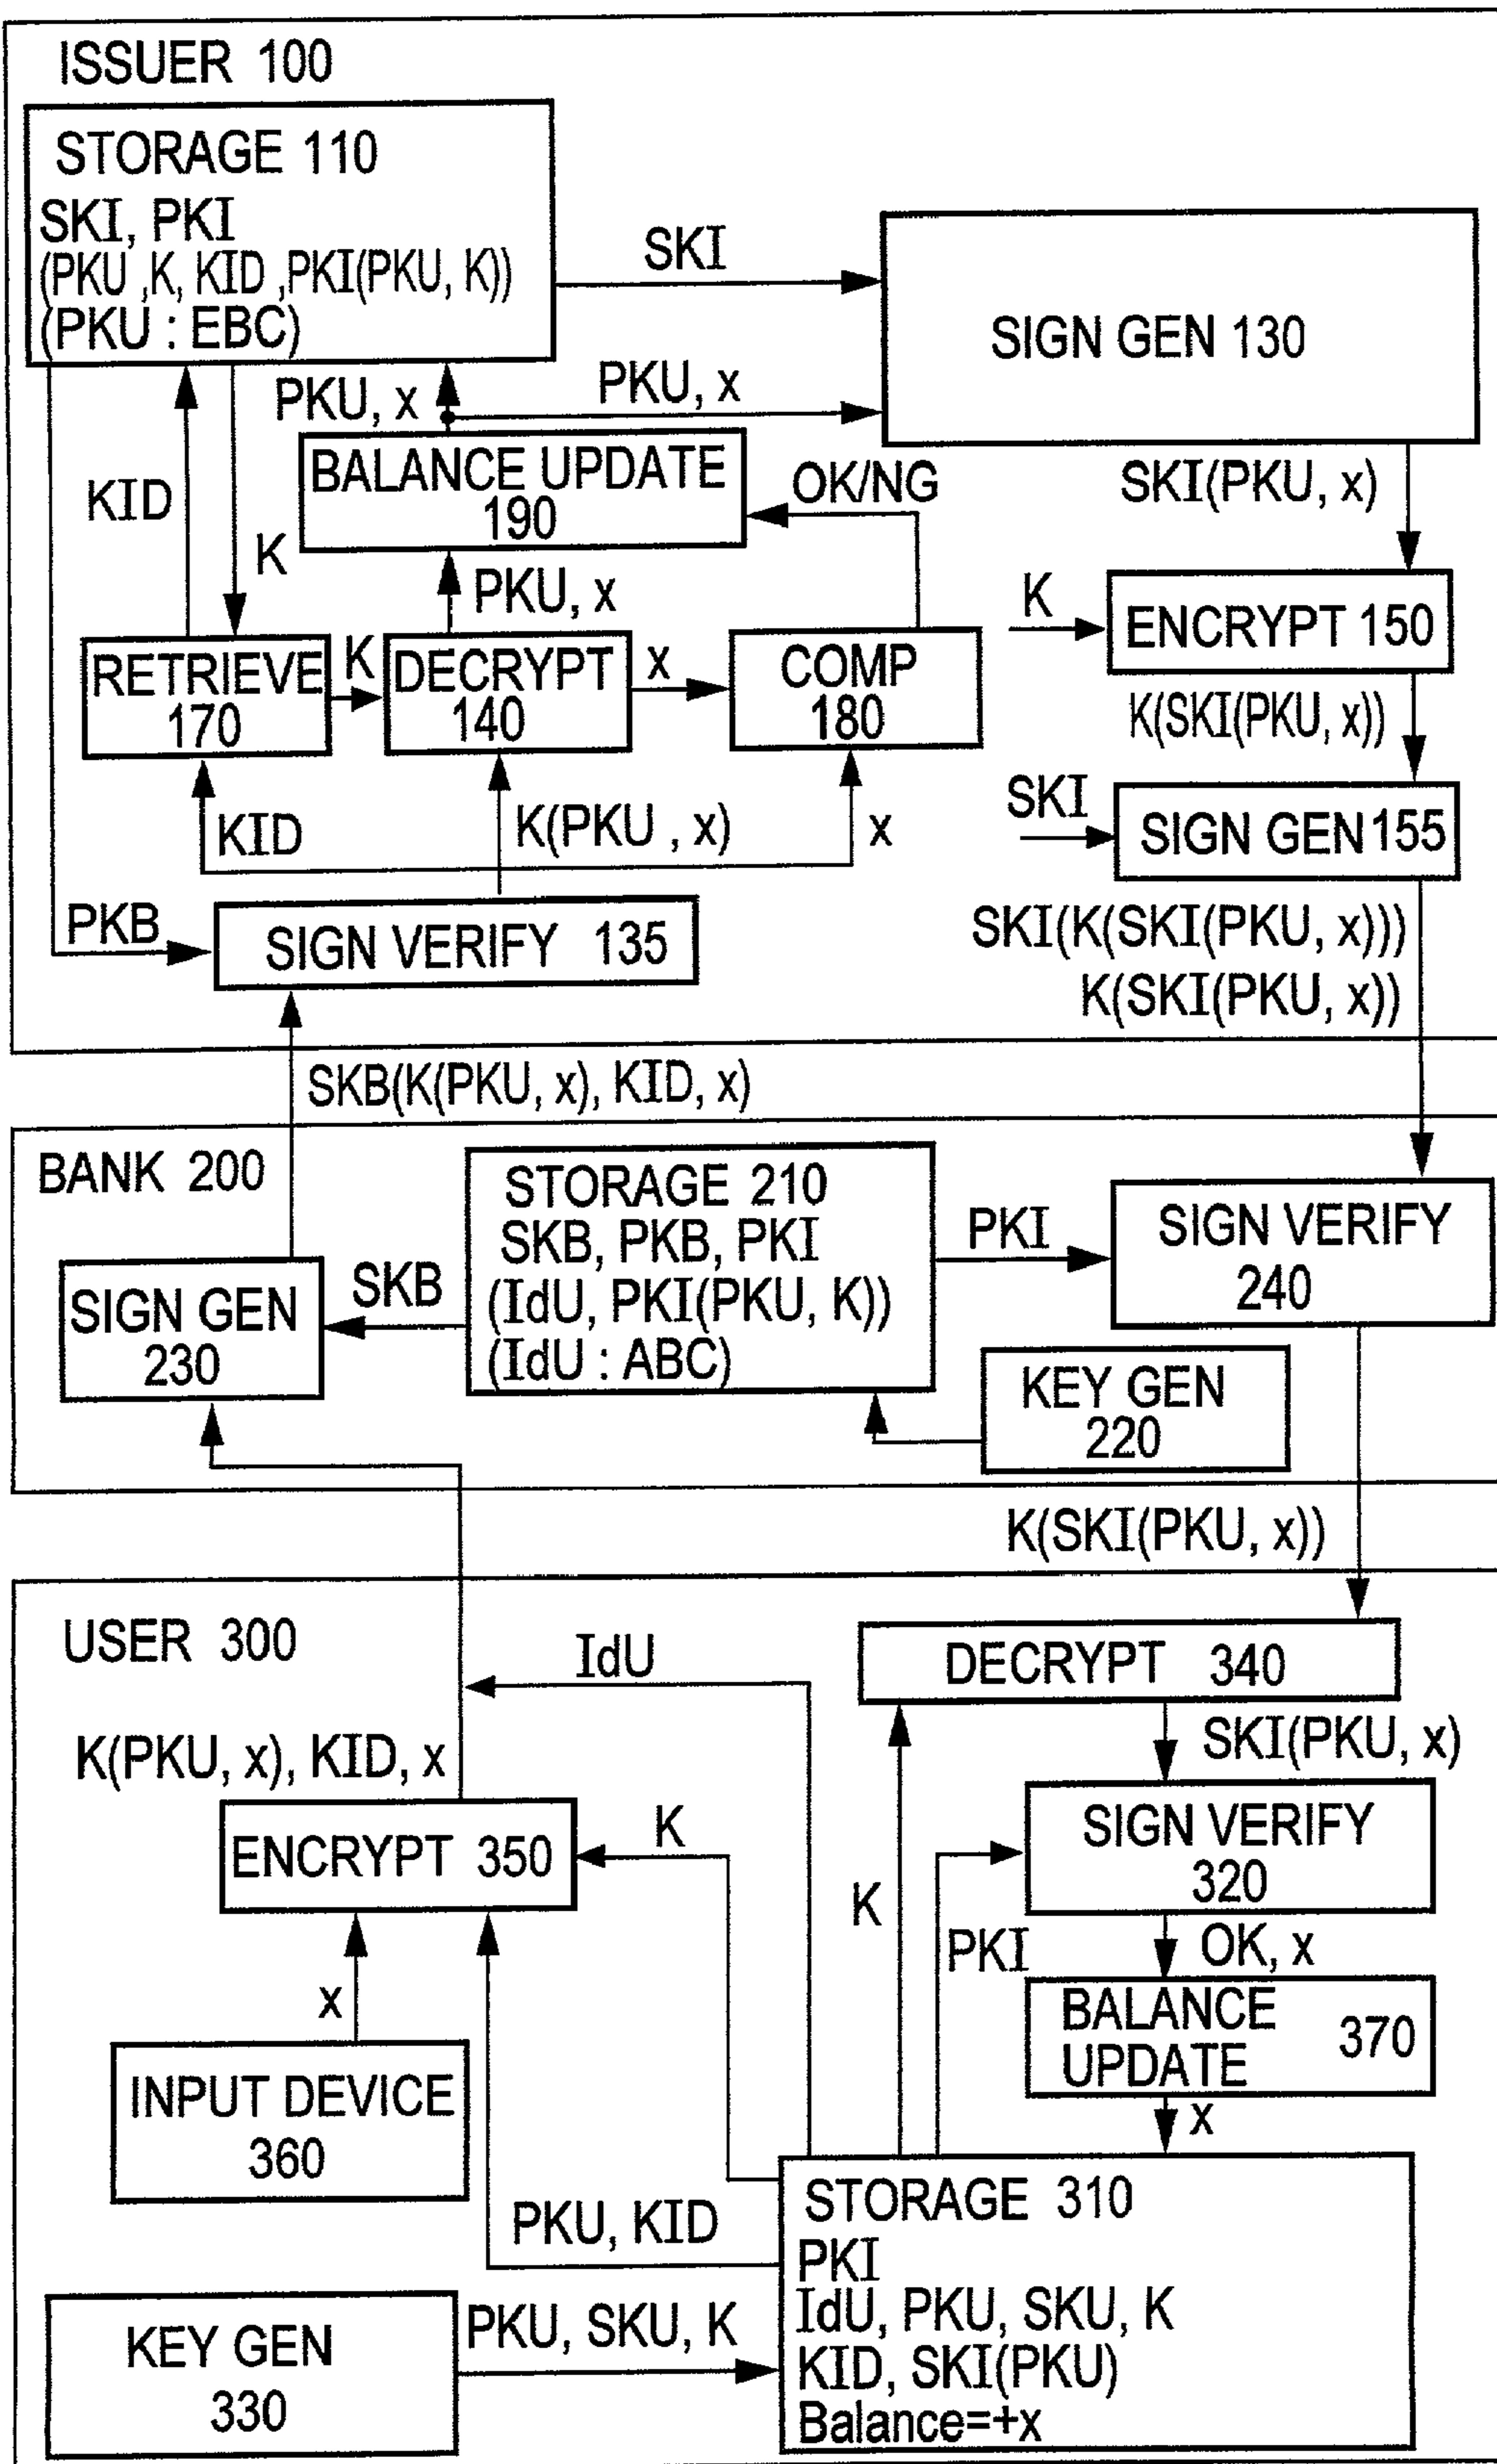 ISSUER 100
STORAGE 110
SKI, PKI
(PKU ,K, KID ,PKI(PKU, K))
(PKU : EBC)
SKI
SIGN GEN 130
PKU, x
PKU, x
KID
K
BALANCE UPDATE
190
OK/NG
SKI(PKU, x)
PKU, x
K
ENCRYPT 150
RETRIEVE
170
K
DECRYPT
140
x
COMP
180
K(SKI(PKU, x))
KID
K(PKU , x)
x
SKI
SIGN GEN 155
PKB
SIGN VERIFY 135
SKI(K(SKI(PKU, x)))
K(SKI(PKU, x))
SKB(K(PKU, x), KID, x)
BANK 200
STORAGE 210
SKB, PKB, PKI
(IdU, PKI(PKU, K))
(IdU : ABC)
PKI
SIGN VERIFY
240
SKB
SIGN GEN
230
KEY GEN
220
K(SKI(PKU, x))
USER 300
IdU
DECRYPT 340
K(PKU, x), KID, x
SKI(PKU, x)
ENCRYPT 350
K
SIGN VERIFY
320
K
PKI
OK, x
x
BALANCE
UPDATE
370
INPUT DEVICE
360
x
PKU, KID
STORAGE 310
PKI
IdU, PKU, SKU, K
KID, SKI(PKU)
Balance=+x
KEY GEN
330
PKU, SKU, K